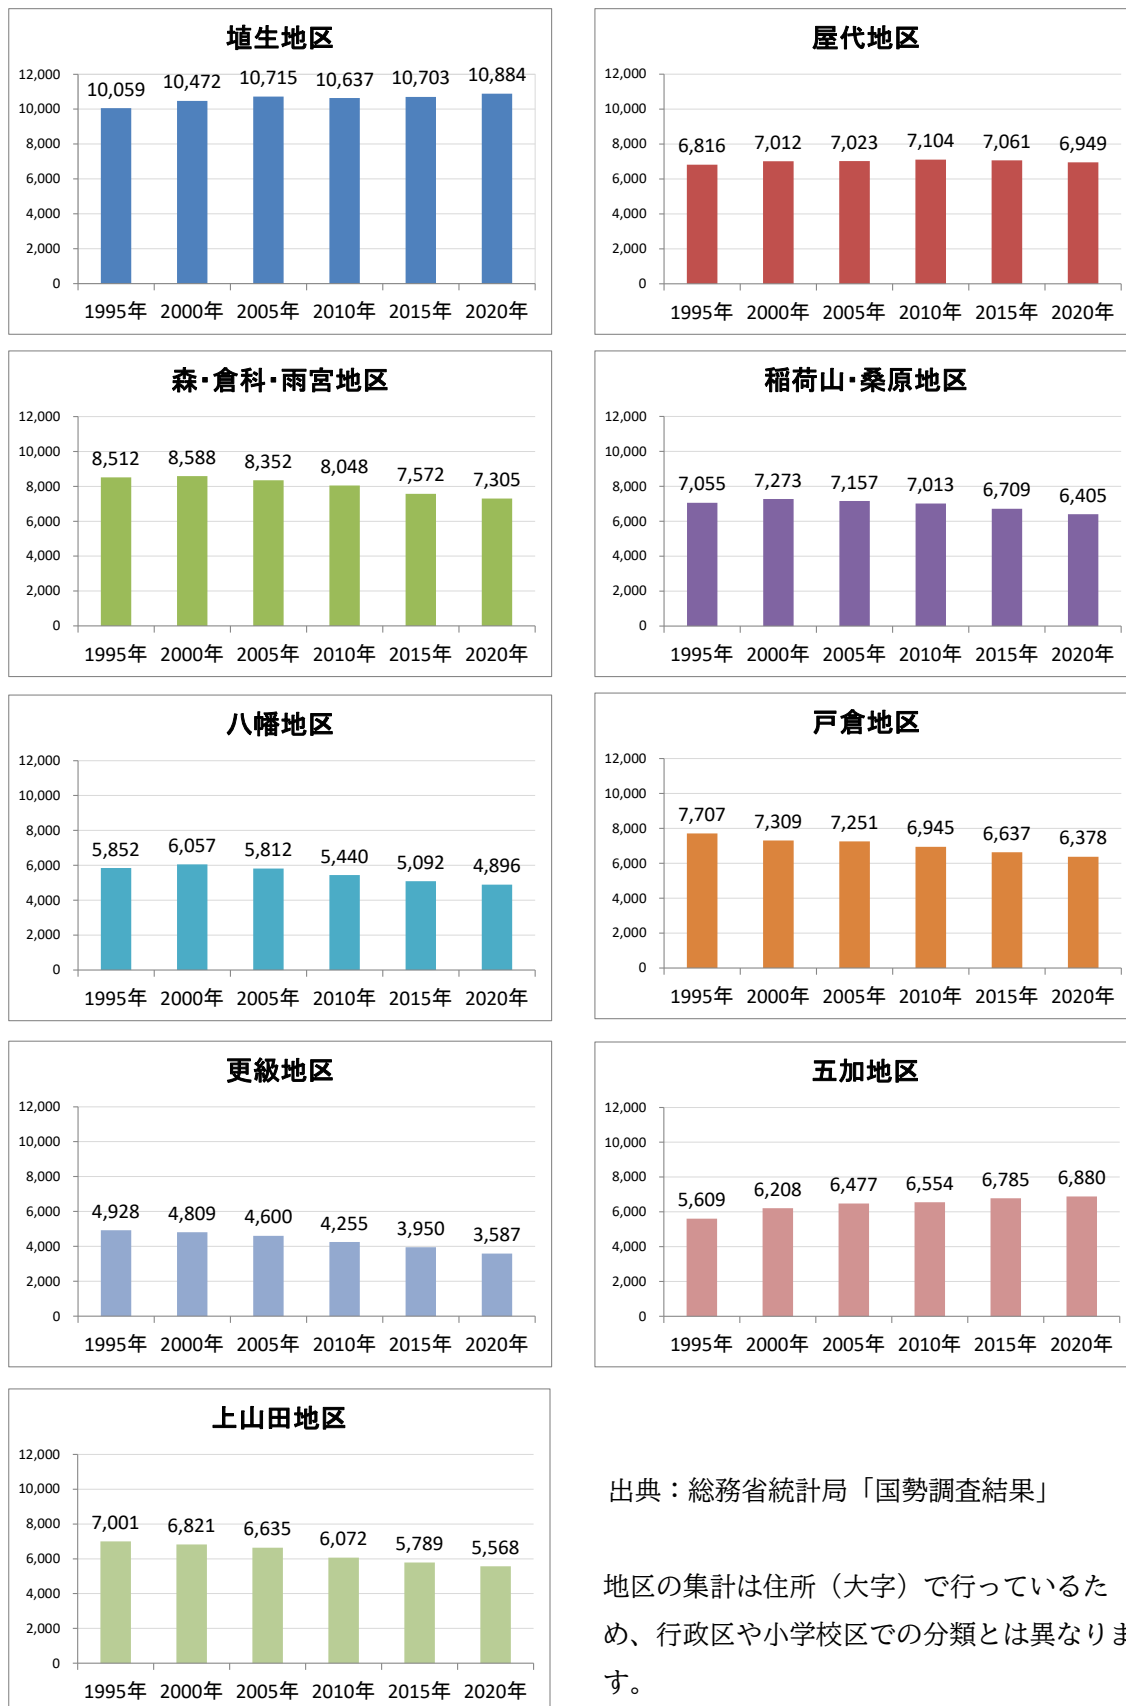 埴生地区
12,000
10,000
8,000
6,000
4,000
2,000
0
10,059 10,472 10,715 10,637 10,703 10,884
1995年 2000年 2005年 2010年 2015年 2020年
屋代地区
12,000
10,000
8,000
6,000
4,000
2,000
0
6,816 7,012 7,023 7,104 7,061 6,949
1995年 2000年 2005年 2010年 2015年 2020年
森・倉科・雨宮地区
12,000
10,000
8,000
6,000
4,000
2,000
0
8,512 8,588 8,352 8,048 7,572 7,305
1995年 2000年 2005年 2010年 2015年 2020年
稲荷山・桑原地区
12,000
10,000
8,000
6,000
4,000
2,000
0
7,055 7,273 7,157 7,013 6,709 6,405
1995年 2000年 2005年 2010年 2015年 2020年
八幡地区
12,000
10,000
8,000
6,000
4,000
2,000
0
5,852 6,057 5,812 5,440 5,092 4,896
1995年 2000年 2005年 2010年 2015年 2020年
戸倉地区
12,000
10,000
8,000
6,000
4,000
2,000
0
7,707 7,309 7,251 6,945 6,637 6,378
1995年 2000年 2005年 2010年 2015年 2020年
更級地区
12,000
10,000
8,000
6,000
4,000
2,000
0
4,928 4,809 4,600 4,255 3,950 3,587
1995年 2000年 2005年 2010年 2015年 2020年
五加地区
12,000
10,000
8,000
6,000
4,000
2,000
0
5,609 6,208 6,477 6,554 6,785 6,880
1995年 2000年 2005年 2010年 2015年 2020年
上山田地区
12,000
10,000
8,000
6,000
4,000
2,000
0
7,001 6,821 6,635 6,072 5,789 5,568
1995年 2000年 2005年 2010年 2015年 2020年
出典：総務省統計局「国勢調査結果」
地区の集計は住所（大字）で行っているた
め、行政区や小学校区での分類とは異なりま
す。